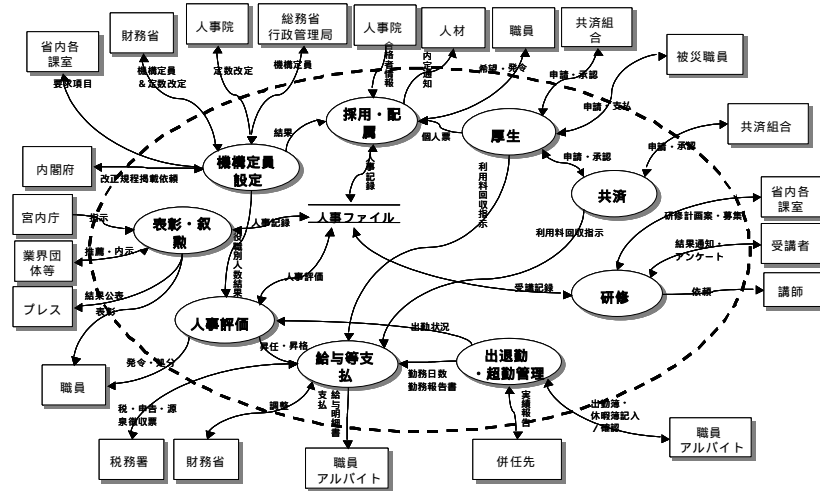 省内各
課室
財務省
人事院
総務省
行政管理局
人事院
人材
職員
共済組
合
被災職員
要求項目
機構定員
＆定数改定
定数改定
機構定員
合格者情報
内定通知
希望・発令
申請・承認
申請・支払
採用・配
属
結果
個人票
厚生
共済組合
申請・承認
申請・承認
内閣府
改正規程掲載依頼
機構定員
設定
人事記録
利用料回収指示
共済
省内各
課室
宮内庁
指示
表彰・叙
勲
人事記録
人事ファイル
研修計画案・募集
業界団
体等
推薦・内示
利用料回収指示
結果通知・
アンケート
受講者
プレス
結果公表
表彰
人事評価
受講記録
研修
依頼
講師
人事評価
出勤状況
昇任・昇格
給与等支
払
出退勤
・超勤管理
勤務日数
勤務報告書
職員
発令・処分
税・申告・源
泉徴収票
調整
支払
給与明細書
実績報告
出勤簿・
休暇簿記入
／確認
税務署
財務省
職員
アルバイト
併任先
職員
アルバイト